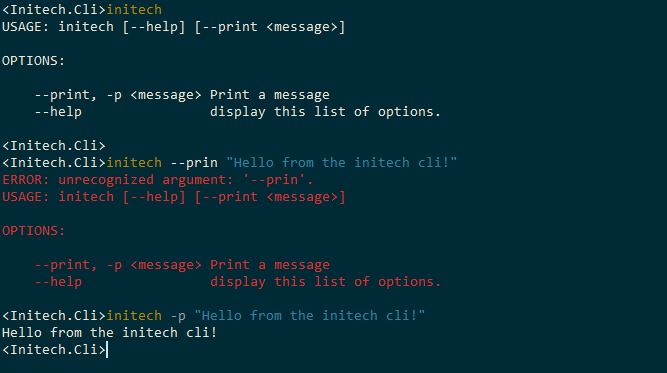 <Initech.Cli>initech
USAGE: initech [--help] [--print <message>]
OPTIONS:
--print, -p <message> Print a message
--help display this list of options.
<Initech.Cli>
<Initech.Cli>initech --prin "Hello from the initech cli!"
ERROR: unrecognized argument: '--prin'.
USAGE: initech [--help] [--print <message>]
OPTIONS:
--print, -p <message> Print a message
--help display this list of options.
<Initech.Cli>initech -p "Hello from the initech cli!"
Hello from the initech cli!
<Initech.Cli>